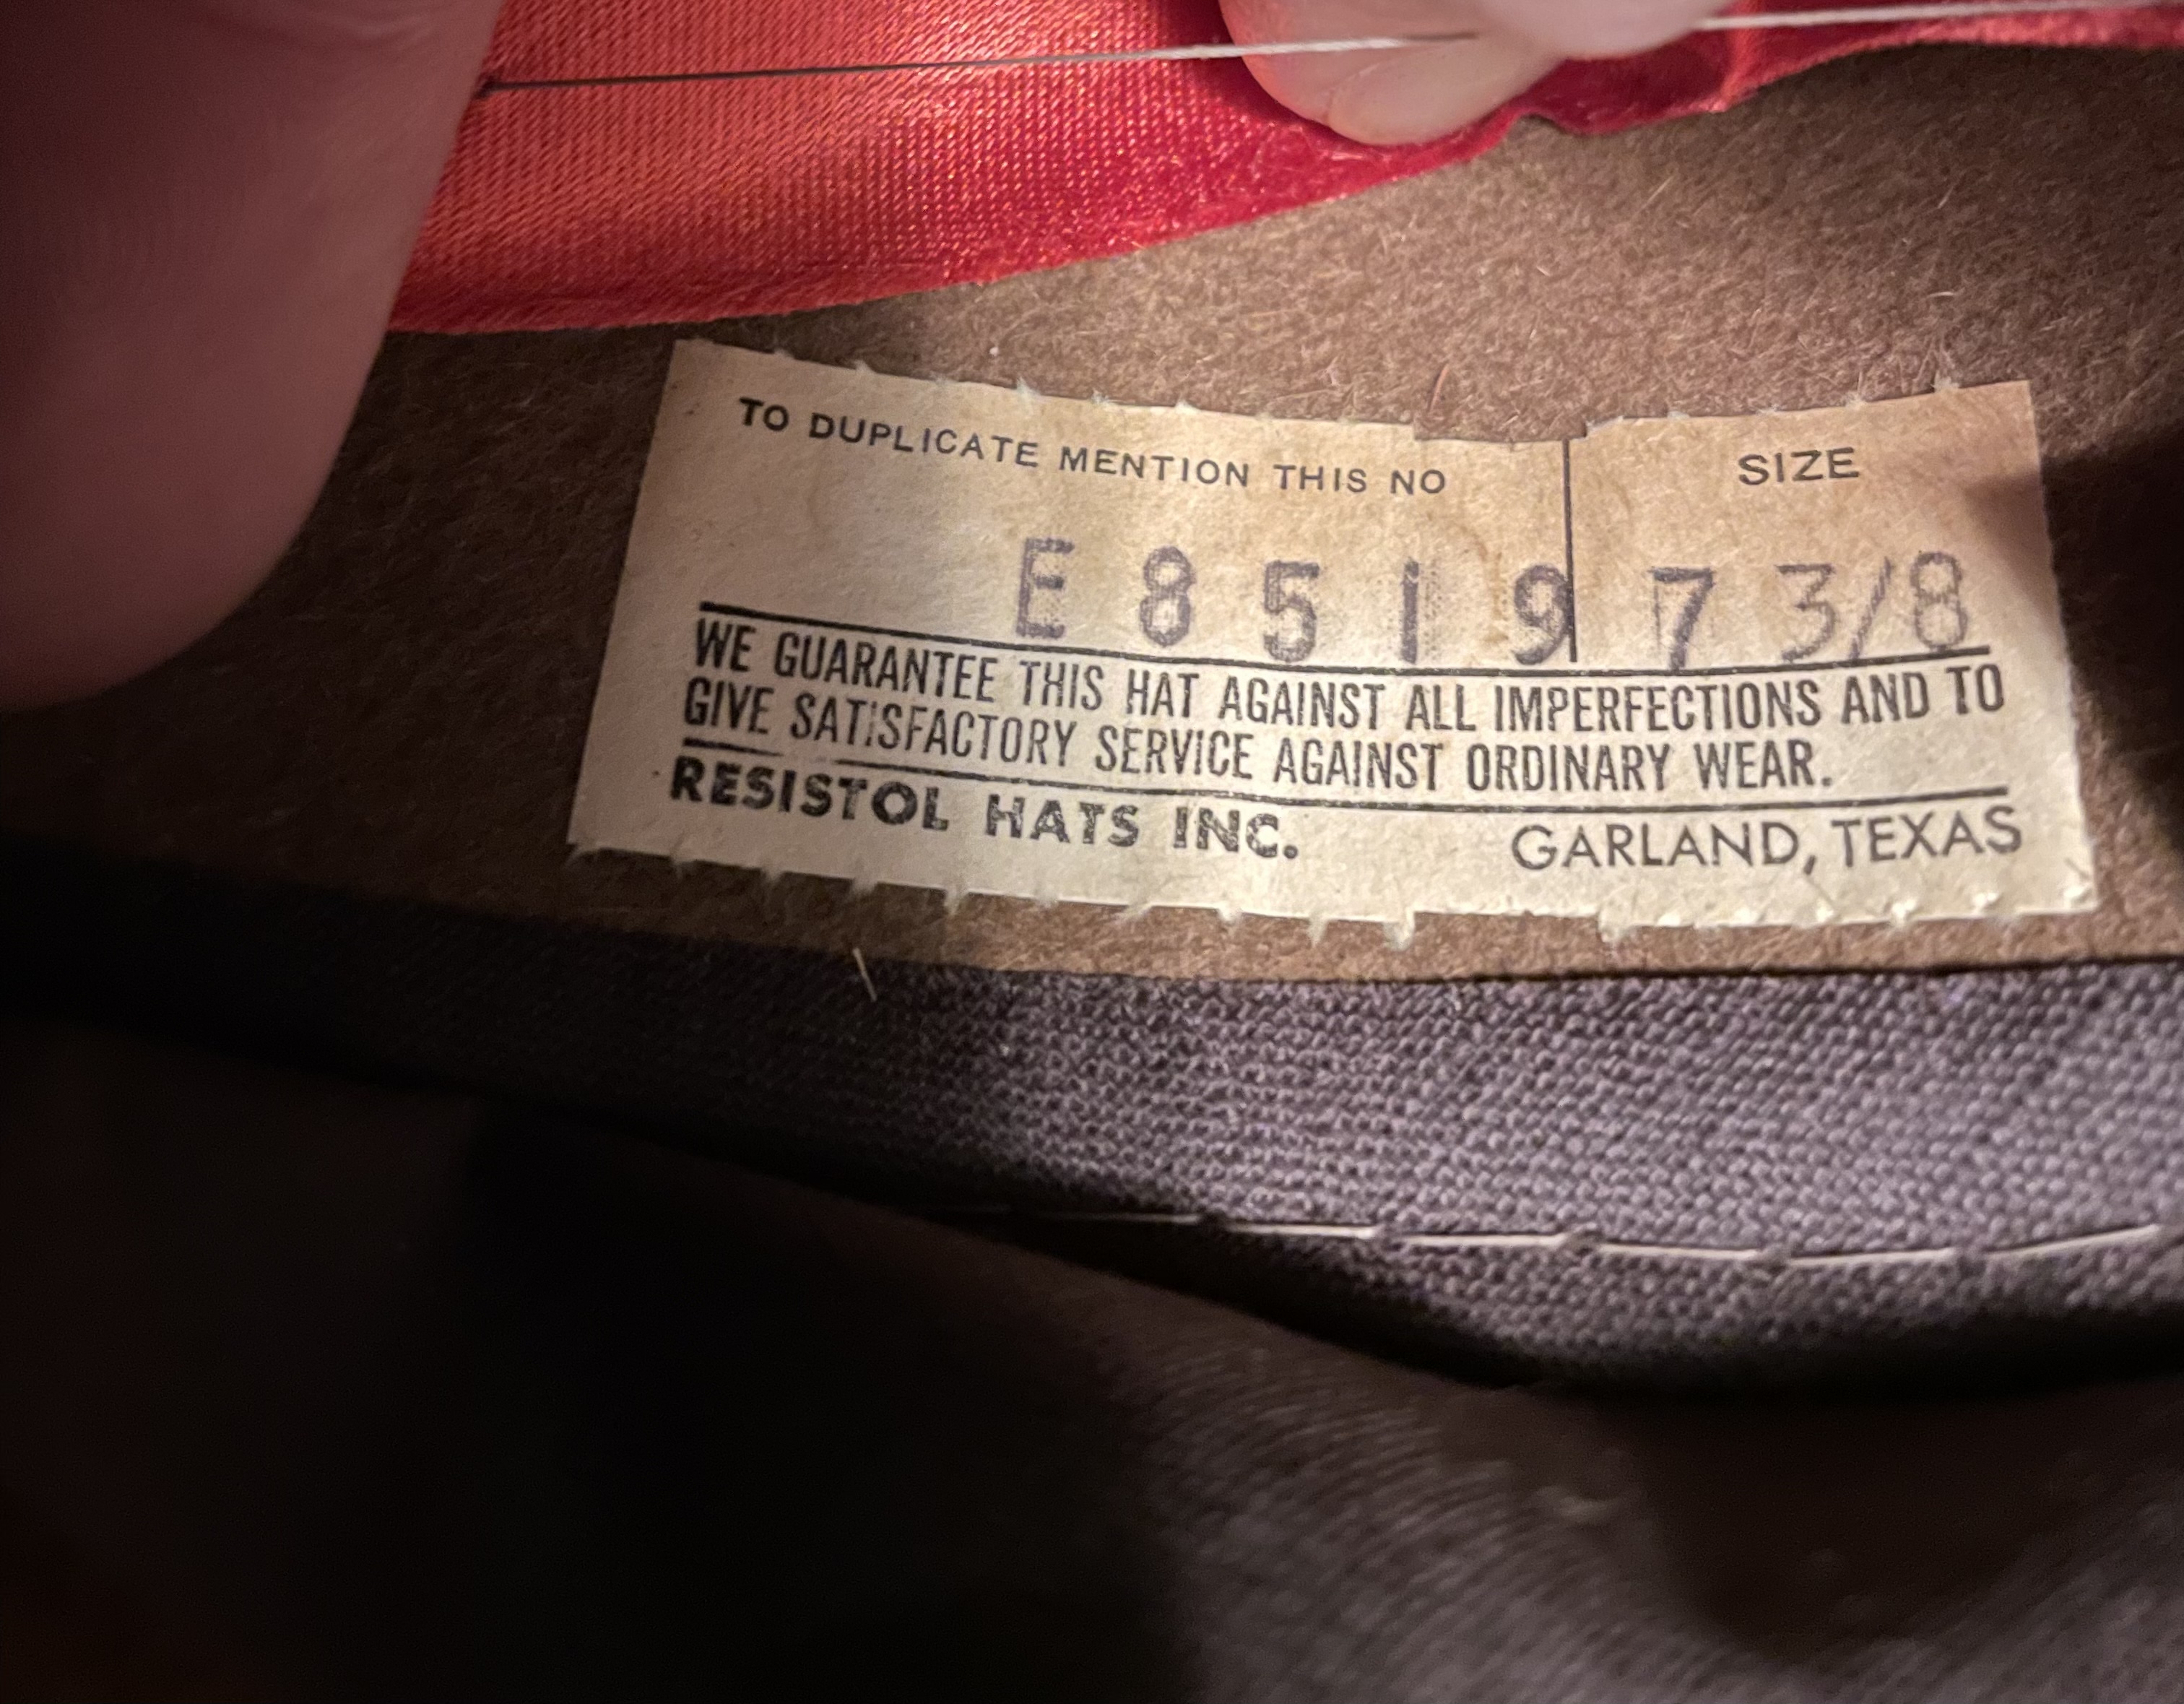 TO DUPLICATE MENTION THIS NO SIZE
E 8 5 1 9 7 3/8
WE GUARANTEE THIS HAT AGAINST ALL IMPERFECTIONS AND TO
GIVE SATISFACTORY SERVICE AGAINST ORDINARY WEAR.
RESISTOL HATS INC. GARLAND, TEXAS